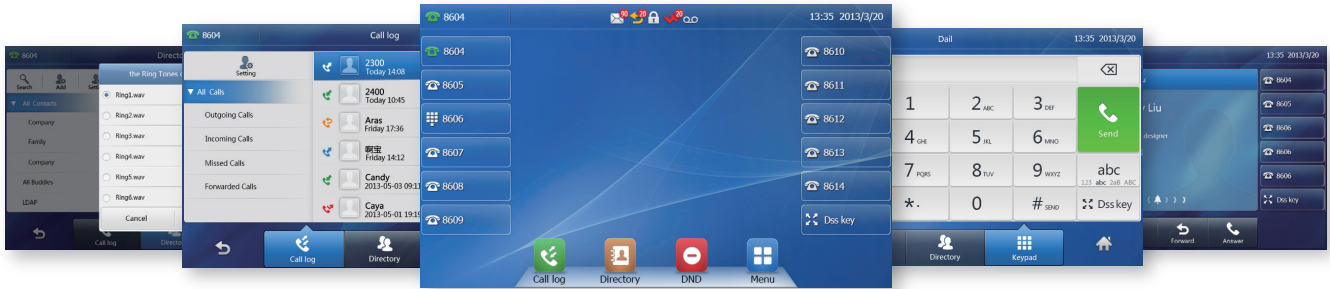 8604
Directo
13:35 2013/3/20
Search
Add
Setti
the Ring Tones o
All Contacts
Company
Family
Company
All Buddies
LDAP
Ring1.wav
Ring2.wav
Ring3.wav
Ring4.wav
Ring5.wav
Ring6.wav
Cancel
Call log
Directo
8604
Call log
Setting
All Calls
Outgoing Calls
Incoming Calls
Missed Calls
Forwarded Calls
2300
Today 14:08
2400
Today 10:45
Aras
Friday 17:36
啊宝
Friday 14:12
Candy
2013-05-03 09:11
Caya
2013-05-01 19:19
Call log
Directory
8604
90
20
20
13:35 2013/3/20
8604
8605
8606
8607
8608
8609
8610
8611
8612
8613
8614
Dss key
Call log
Directory
DND
Menu
Dail
13:35 2013/3/20
1
2 ABC
3 DEF
Send
4 GHI
5 JKL
6 MNO
7 PQRS
8 TUV
9 WXYZ
abc
123 abc 2aB ABC
*.
0
# SEND
Dss key
Directory
Keypad
Liu
designer
8604
8605
8606
8606
8606
Dss key
Forward
Answer